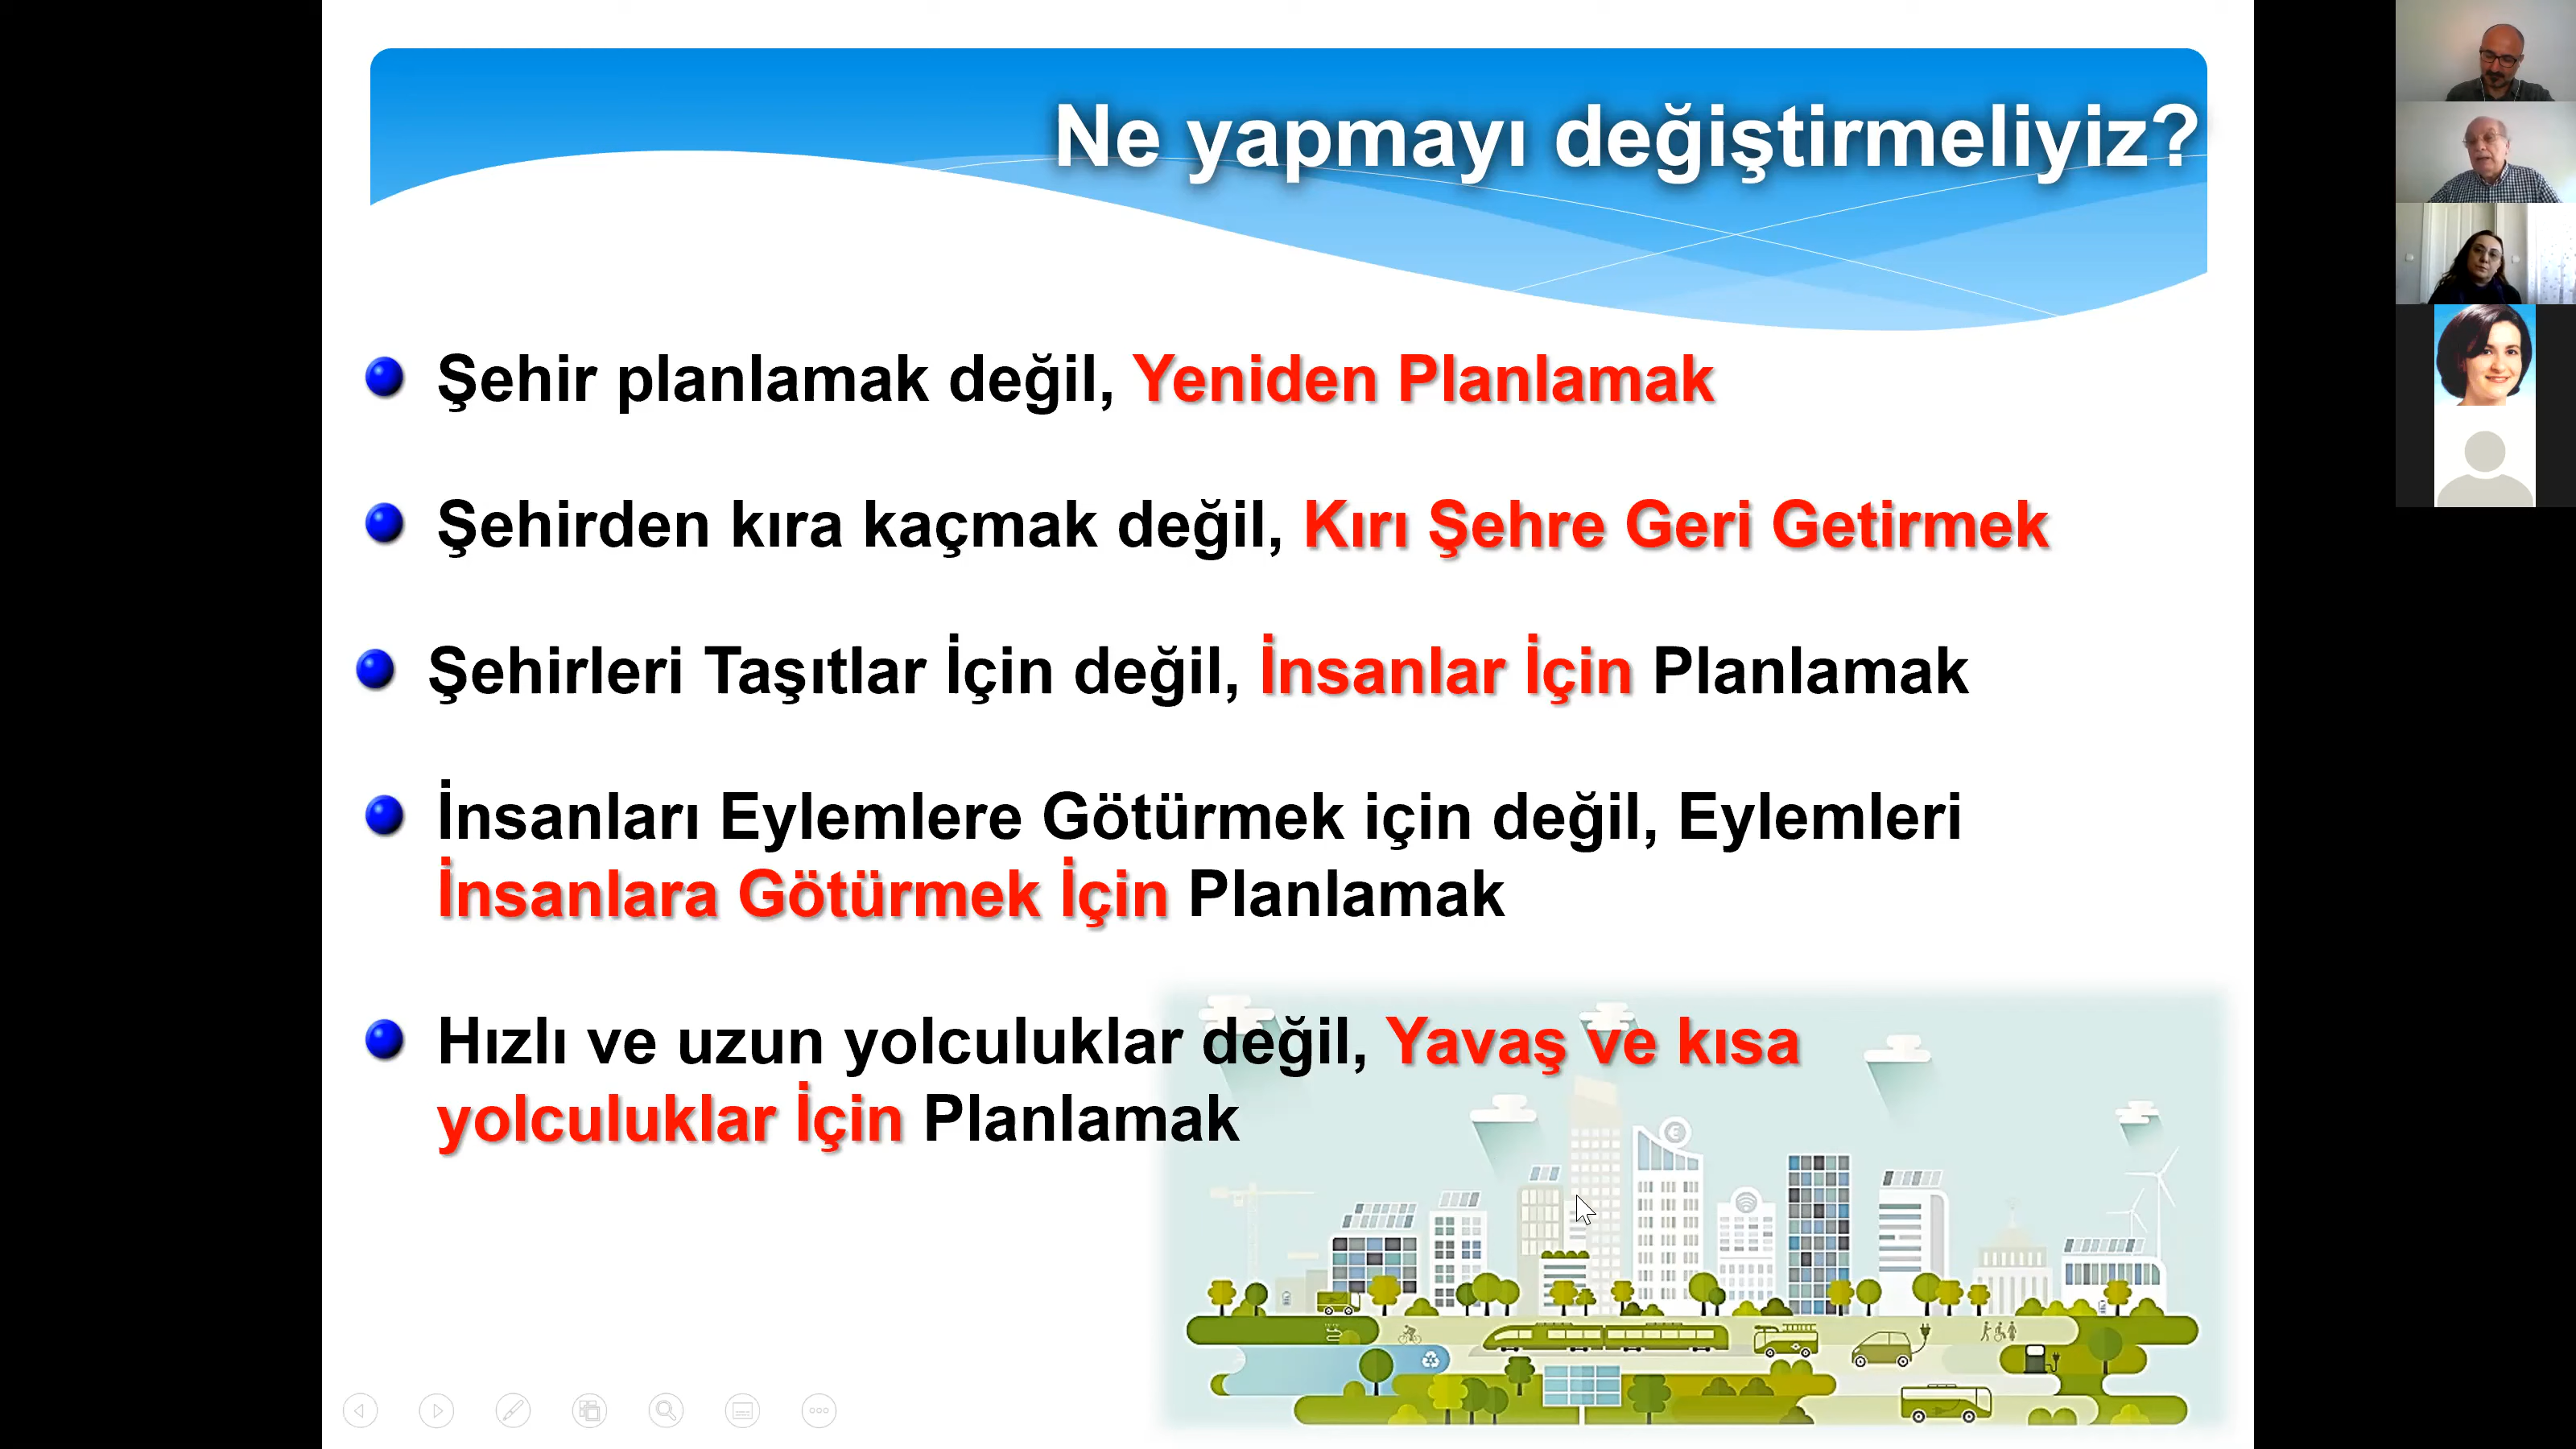 Ne yapmayı değiştirmeliyiz?
Şehir planlamak değil, Yeniden Planlamak
Şehirden kıra kaçmak değil, Kırı Şehre Geri Getirmek
Şehirleri Taşıtlar İçin değil, İnsanlar İçin Planlamak
İnsanları Eylemlere Götürmek için değil, Eylemleri
İnsanlara Götürmek İçin Planlamak
Hızlı ve uzun yolculuklar değil, Yavaş ve kısa
yolculuklar İçin Planlamak